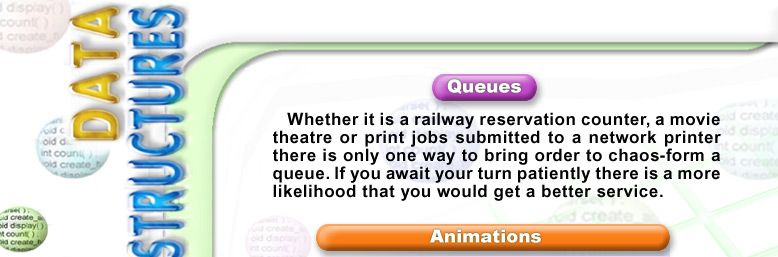 DATA
STRUCTURES
Queues
Whether it is a railway reservation counter, a movie
theatre or print jobs submitted to a network printer
there is only one way to bring order to chaos-form a
queue. If you await your turn patiently there is a more
likelihood that you would get a better service.
Animations